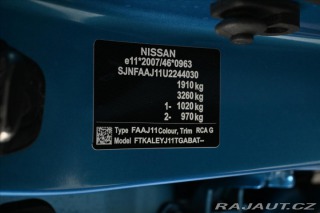 NISSAN
e11*2007/46*0963
SJNFAAJ11U2244030
1910 kg
3260 kg
1- 1020 kg
2- 970 kg
Type FAAJ11 Colour, Trim RCA G
Model FTKALEYJ11TGABAT--
RAJAUT.CZ